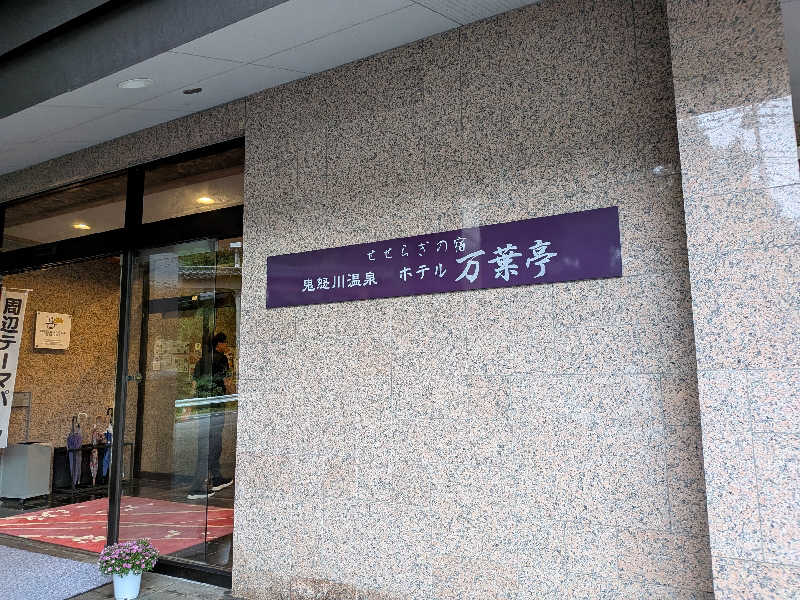 せせらぎの宿
鬼怒川温泉 ホテル 万葉亭
周辺テーマパ